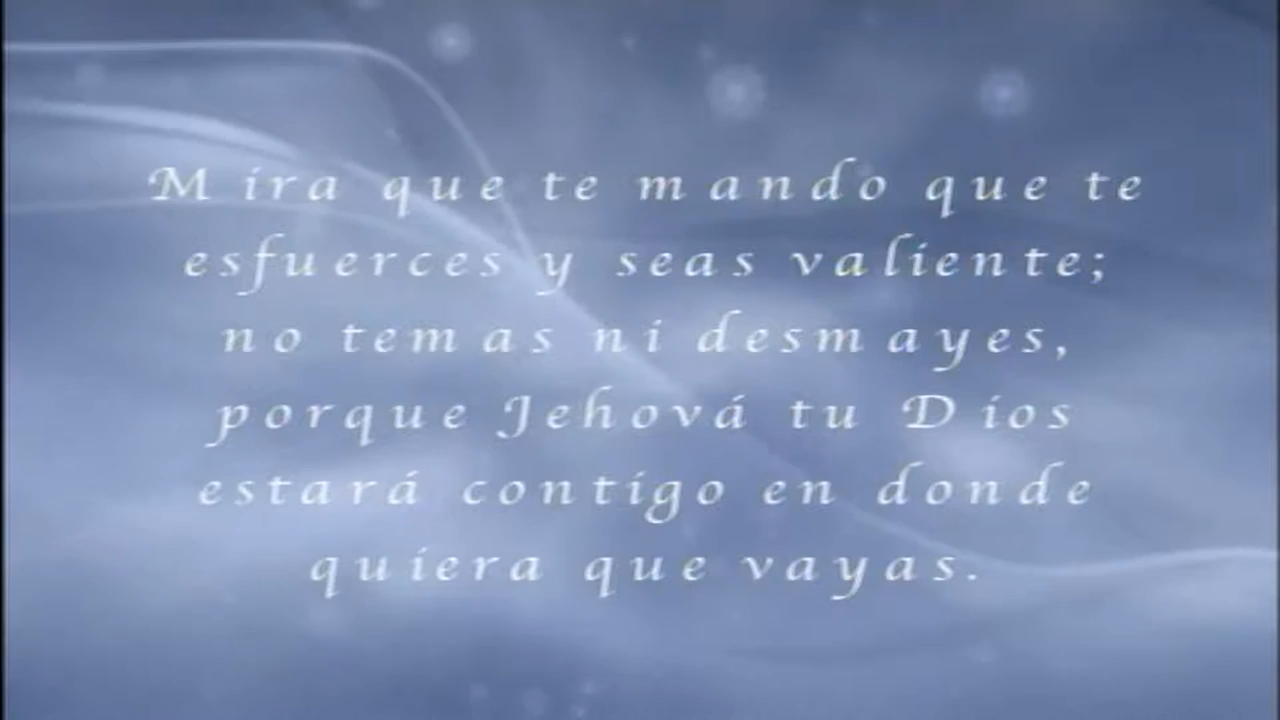 Mira que te mando que te
esfuerces y seas valiente;
no temas ni desmayes,
porque Jehová tu Dios
estará contigo en donde
quiera que vayas.